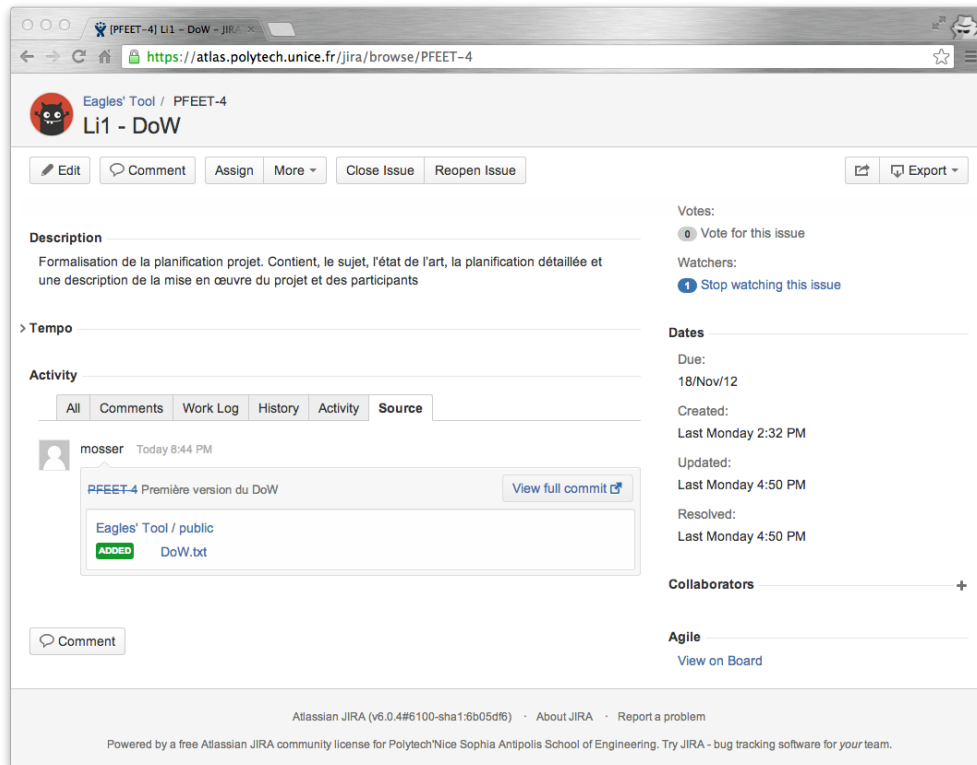 [PFEET-4] Li1 – DoW – JIRA
https://atlas.polytech.unice.fr/jira/browse/PFEET-4
Eagles' Tool / PFEET-4
Li1 - DoW
Edit
Comment
Assign
More
Close Issue
Reopen Issue
Export
Description
Formalisation de la planification projet. Contient, le sujet, l'état de l'art, la planification détaillée et
une description de la mise en œuvre du projet et des participants
Tempo
Activity
All
Comments
Work Log
History
Activity
Source
mosser Today 8:44 PM
PFEET-4 Première version du DoW
View full commit
Eagles' Tool / public
ADDED DoW.txt
Comment
Votes:
0 Vote for this issue
Watchers:
1 Stop watching this issue
Dates
Due:
18/Nov/12
Created:
Last Monday 2:32 PM
Updated:
Last Monday 4:50 PM
Resolved:
Last Monday 4:50 PM
Collaborators
Agile
View on Board
Atlassian JIRA (v6.0.4#6100-sha1:6b05df6) · About JIRA · Report a problem
Powered by a free Atlassian JIRA community license for Polytech'Nice Sophia Antipolis School of Engineering. Try JIRA - bug tracking software for your team.